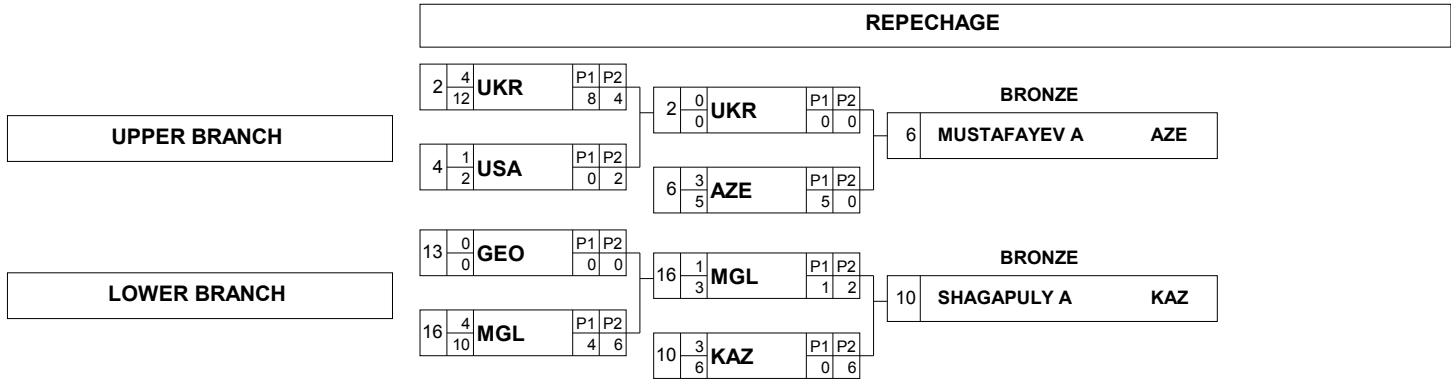 REPECHAGE
2 4 12 UKR P1 P2 8 4
2 0 0 UKR P1 P2 0 0
BRONZE
UPPER BRANCH
6 MUSTAFAYEV A AZE
4 1 2 USA P1 P2 0 2
6 3 5 AZE P1 P2 5 0
13 0 0 GEO P1 P2 0 0
16 1 3 MGL P1 P2 1 2
BRONZE
LOWER BRANCH
10 SHAGAPULY A KAZ
16 4 10 MGL P1 P2 4 6
10 3 6 KAZ P1 P2 0 6